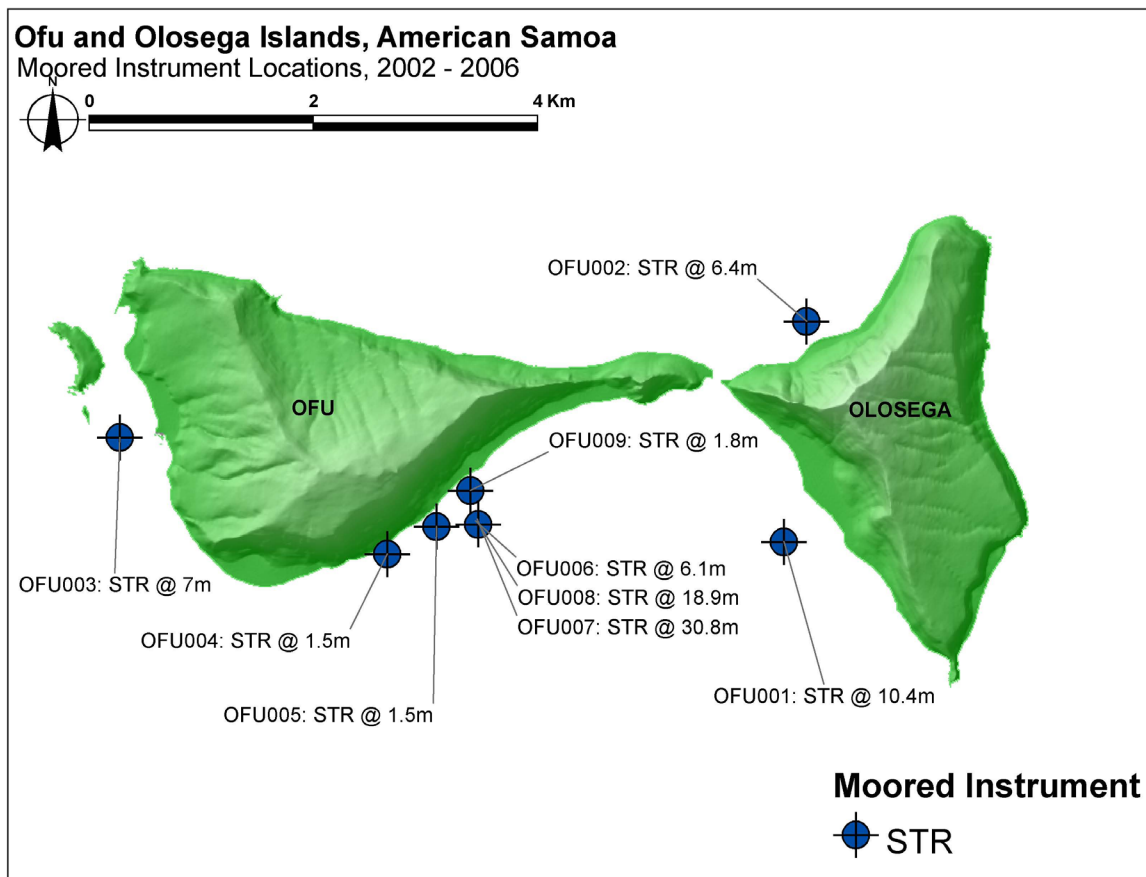 Ofu and Olosega Islands, American Samoa
Moored Instrument Locations, 2002 - 2006
N
0 2 4 Km
OFU002: STR @ 6.4m
OFU
OLOSEGA
OFU009: STR @ 1.8m
OFU006: STR @ 6.1m
OFU003: STR @ 7m
OFU008: STR @ 18.9m
OFU007: STR @ 30.8m
OFU004: STR @ 1.5m
OFU001: STR @ 10.4m
OFU005: STR @ 1.5m
Moored Instrument
STR